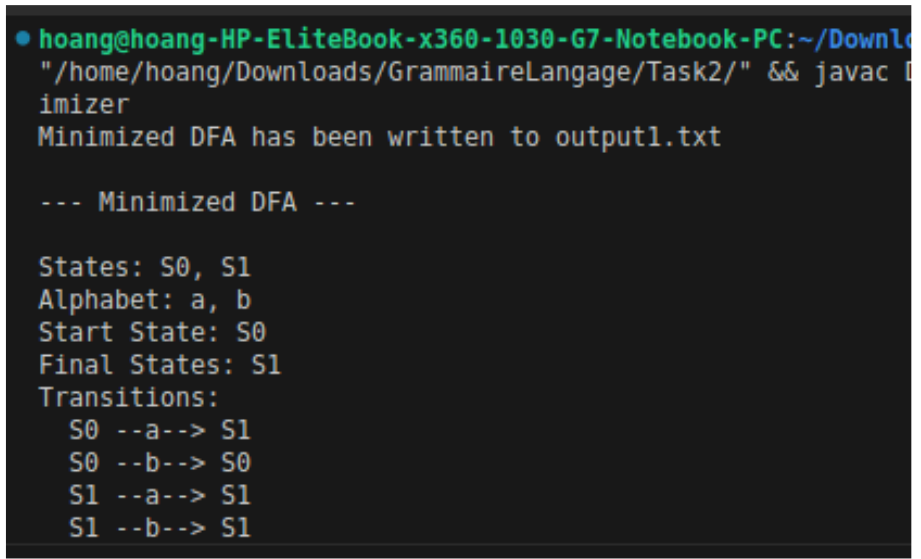 hoang@hoang-HP-EliteBook-x360-1030-G7-Notebook-PC:~/Downlo
"/home/hoang/Downloads/GrammaireLangage/Task2/" && javac D
imizer
Minimized DFA has been written to output1.txt
--- Minimized DFA ---
States: S0, S1
Alphabet: a, b
Start State: S0
Final States: S1
Transitions:
S0 --a--> S1
S0 --b--> S0
S1 --a--> S1
S1 --b--> S1